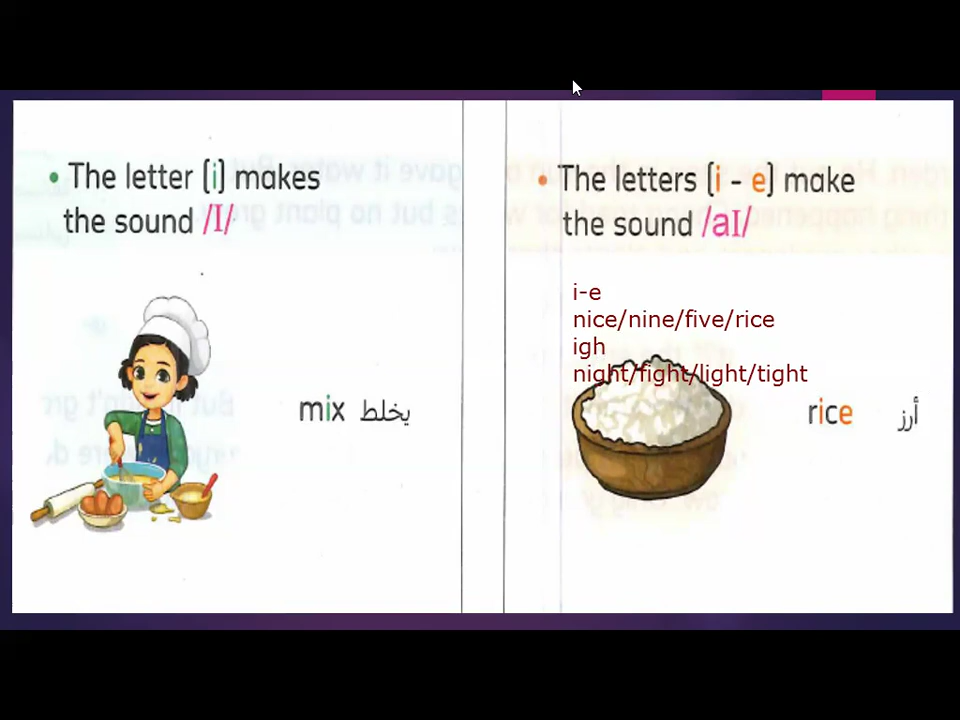 The letter (i) makes
the sound /I/
mix يخلط
The letters (i - e) make
the sound /aI/
i-e
nice/nine/five/rice
igh
night/fight/light/tight
rice أرز